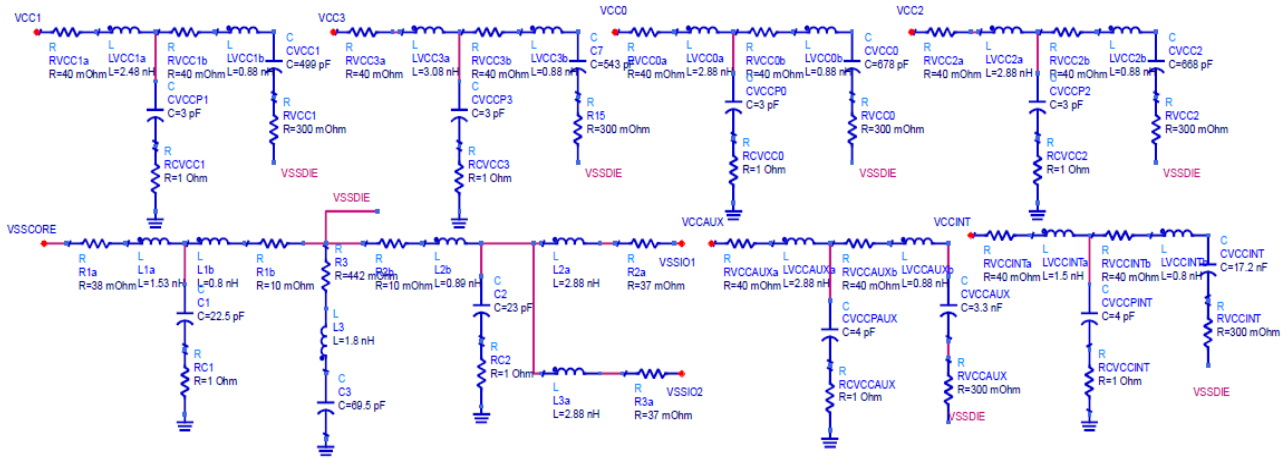 VCC1
R
RVCC1a
R=40 mOhm
L
LVCC1a
L=2.48 nH
R
RVCC1b
R=40 mOhm
L
LVCC1b
L=0.88 nH
C
CVCC1
C=499 pF
C
CVCCP1
C=3 pF
R
RVCC1
R=300 mOhm
VSSDIE
R
RCVCC1
R=1 Ohm
VCC3
R
RVCC3a
R=40 mOhm
L
LVCC3a
L=3.08 nH
R
RVCC3b
R=40 mOhm
L
LVCC3b
L=0.88 nH
C
C7
C=543 pF
C
CVCCP3
C=3 pF
R
R15
R=300 mOhm
VSSDIE
R
RCVCC3
R=1 Ohm
VCC0
R
RVCC0a
R=40 mOhm
L
LVCC0a
L=2.88 nH
R
RVCC0b
R=40 mOhm
L
LVCC0b
L=0.88 nH
C
CVCC0
C=678 pF
C
CVCCP0
C=3 pF
R
RVCC0
R=300 mOhm
VSSDIE
R
RCVCC0
R=1 Ohm
VCC2
R
RVCC2a
R=40 mOhm
L
LVCC2a
L=2.88 nH
R
RVCC2b
R=40 mOhm
L
LVCC2b
L=0.88 nH
C
CVCC2
C=668 pF
C
CVCCP2
C=3 pF
R
RVCC2
R=300 mOhm
VSSDIE
R
RCVCC2
R=1 Ohm
VSSCORE
R
R1a
R=38 mOhm
L
L1a
L=1.53 nH
L
L1b
L=0.8 nH
R
R1b
R=10 mOhm
C
C1
C=22.5 pF
R
RC1
R=1 Ohm
VSSDIE
R
R3
R=442 mOhm
L
L3
L=1.8 nH
C
C3
C=69.5 pF
R
R2b
R=10 mOhm
L
L2b
L=0.89 nH
C
C2
C=23 pF
R
RC2
R=1 Ohm
L
L2a
L=2.88 nH
R
R2a
R=37 mOhm
VSSIO1
L
L3a
L=2.88 nH
R
R3a
R=37 mOhm
VSSIO2
VCCAUX
R
RVCCAUXa
R=40 mOhm
L
LVCCAUXa
L=2.88 nH
R
RVCCAUXb
R=40 mOhm
L
LVCCAUXb
L=0.88 nH
C
CVCCAUX
C=3.3 nF
C
CVCCPAUX
C=4 pF
R
RCVCCAUX
R=1 Ohm
R
RVCCAUX
R=300 mOhm
VSSDIE
VCCINT
R
RVCCINTa
R=40 mOhm
L
LVCCINTa
L=1.5 nH
R
RVCCINTb
R=40 mOhm
L
LVCCINTb
L=0.8 nH
C
CVCCINT
C=17.2 nF
C
CVCCPINT
C=4 pF
R
RVCCINT
R=300 mOhm
VSSDIE
R
RCVCCINT
R=1 Ohm